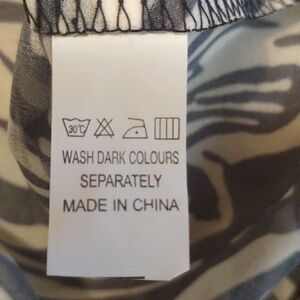 30°C
WASH DARK COLOURS
SEPARATELY
MADE IN CHINA